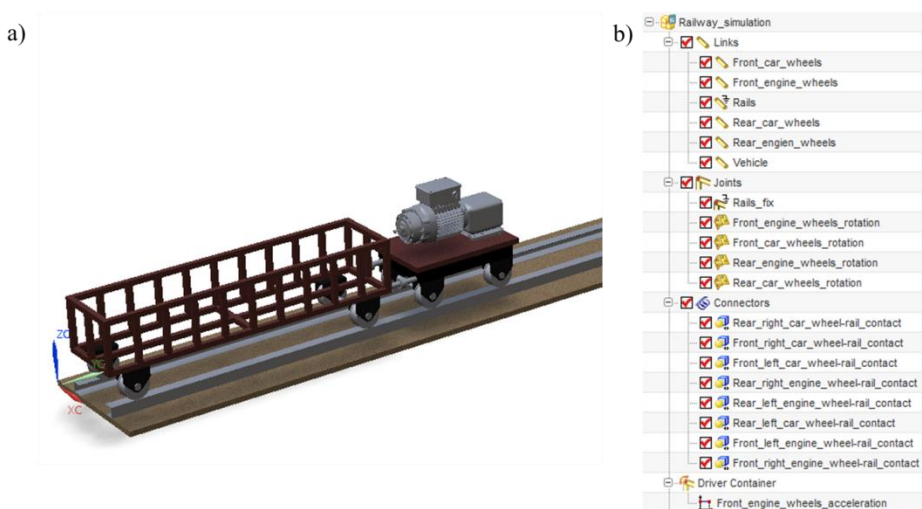 a)
ZC
YC
XC
b)
Railway_simulation
Links
Front_car_wheels
Front_engine_wheels
Rails
Rear_car_wheels
Rear_engien_wheels
Vehicle
Joints
Rails_fix
Front_engine_wheels_rotation
Front_car_wheels_rotation
Rear_engine_wheels_rotation
Rear_car_wheels_rotation
Connectors
Rear_right_car_wheel-rail_contact
Front_right_car_wheel-rail_contact
Front_left_car_wheel-rail_contact
Rear_right_engine_wheel-rail_contact
Rear_left_engine_wheel-rail_contact
Rear_left_car_wheel-rail_contact
Front_left_engine_wheel-rail_contact
Front_right_engine_wheel-rail_contact
Driver Container
Front_engine_wheels_acceleration